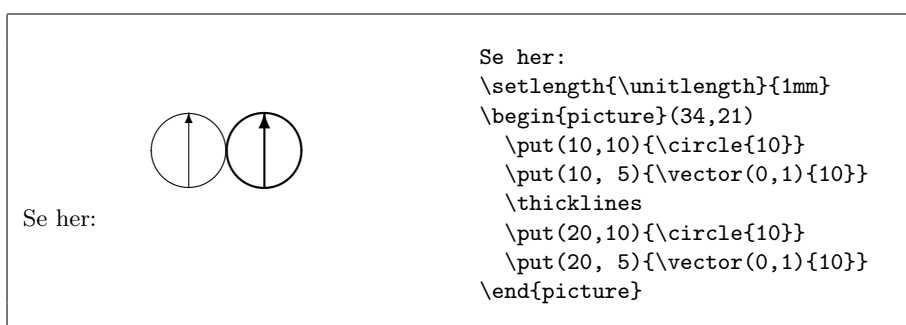 Se her:
Se her:
\setlength{\unitlength}{1mm}
\begin{picture}(34,21)
  \put(10,10){\circle{10}}
  \put(10, 5){\vector(0,1){10}}
  \thicklines
  \put(20,10){\circle{10}}
  \put(20, 5){\vector(0,1){10}}
\end{picture}